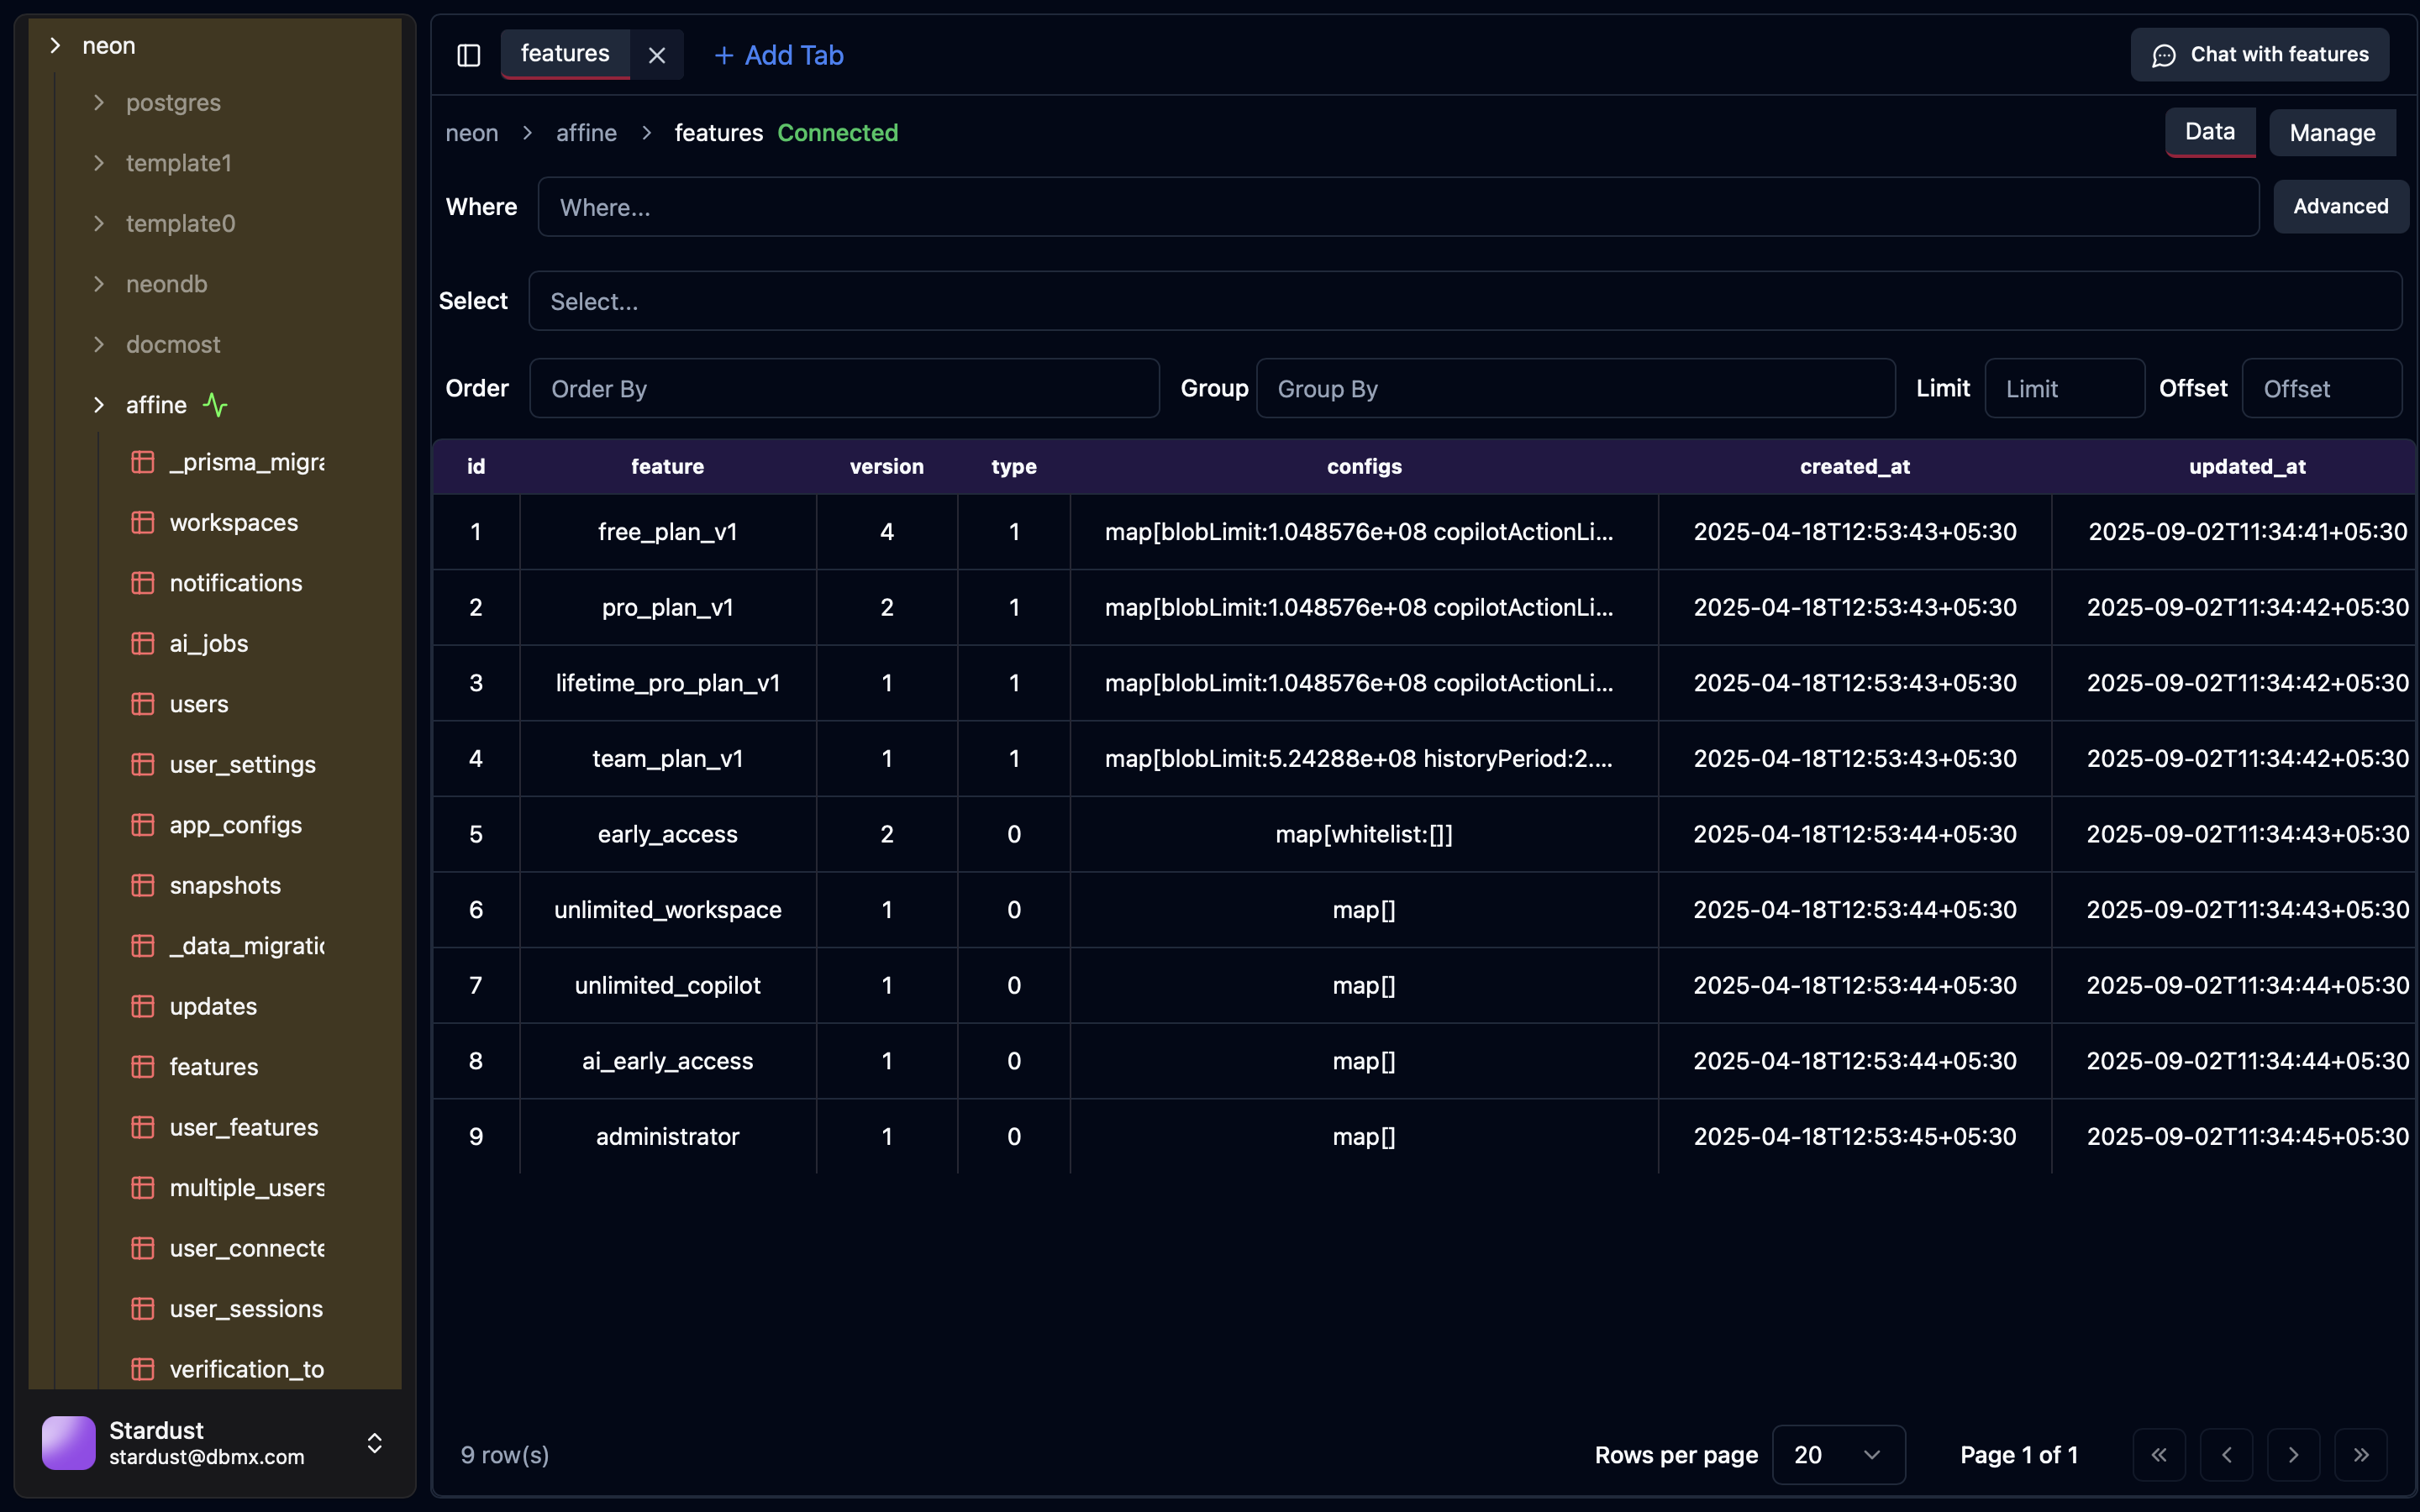 neon
postgres
template1
template0
neondb
docmost
affine
_prisma_migra
workspaces
notifications
ai_jobs
users
user_settings
app_configs
snapshots
_data_migratio
updates
features
user_features
multiple_users
user_connecte
user_sessions
verification_to
Stardust
stardust@dbmx.com
features + Add Tab Chat with features
neon > affine > features Connected Data Manage
Where Where... Advanced
Select Select...
Order Order By Group Group By Limit Limit Offset Offset
id feature version type configs created_at updated_at
1 free_plan_v1 4 1 map[blobLimit:1.048576e+08 copilotActionLi... 2025-04-18T12:53:43+05:30 2025-09-02T11:34:41+05:30
2 pro_plan_v1 2 1 map[blobLimit:1.048576e+08 copilotActionLi... 2025-04-18T12:53:43+05:30 2025-09-02T11:34:42+05:30
3 lifetime_pro_plan_v1 1 1 map[blobLimit:1.048576e+08 copilotActionLi... 2025-04-18T12:53:43+05:30 2025-09-02T11:34:42+05:30
4 team_plan_v1 1 1 map[blobLimit:5.24288e+08 historyPeriod:2.... 2025-04-18T12:53:43+05:30 2025-09-02T11:34:42+05:30
5 early_access 2 0 map[whitelist:[]] 2025-04-18T12:53:44+05:30 2025-09-02T11:34:43+05:30
6 unlimited_workspace 1 0 map[] 2025-04-18T12:53:44+05:30 2025-09-02T11:34:43+05:30
7 unlimited_copilot 1 0 map[] 2025-04-18T12:53:44+05:30 2025-09-02T11:34:44+05:30
8 ai_early_access 1 0 map[] 2025-04-18T12:53:44+05:30 2025-09-02T11:34:44+05:30
9 administrator 1 0 map[] 2025-04-18T12:53:45+05:30 2025-09-02T11:34:45+05:30
9 row(s) Rows per page 20 Page 1 of 1